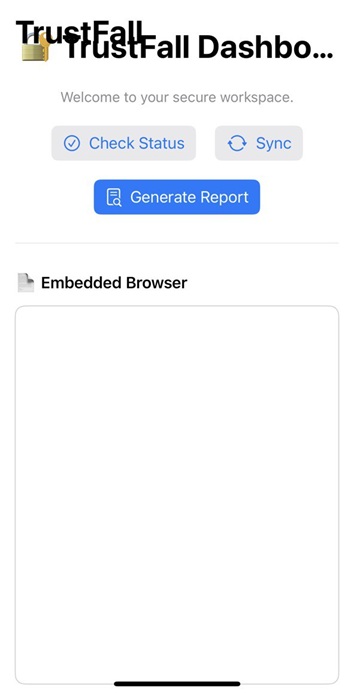 TrustFall
🔐 TrustFall Dashbo...
Welcome to your secure workspace.
Check Status
Sync
Generate Report
Embedded Browser